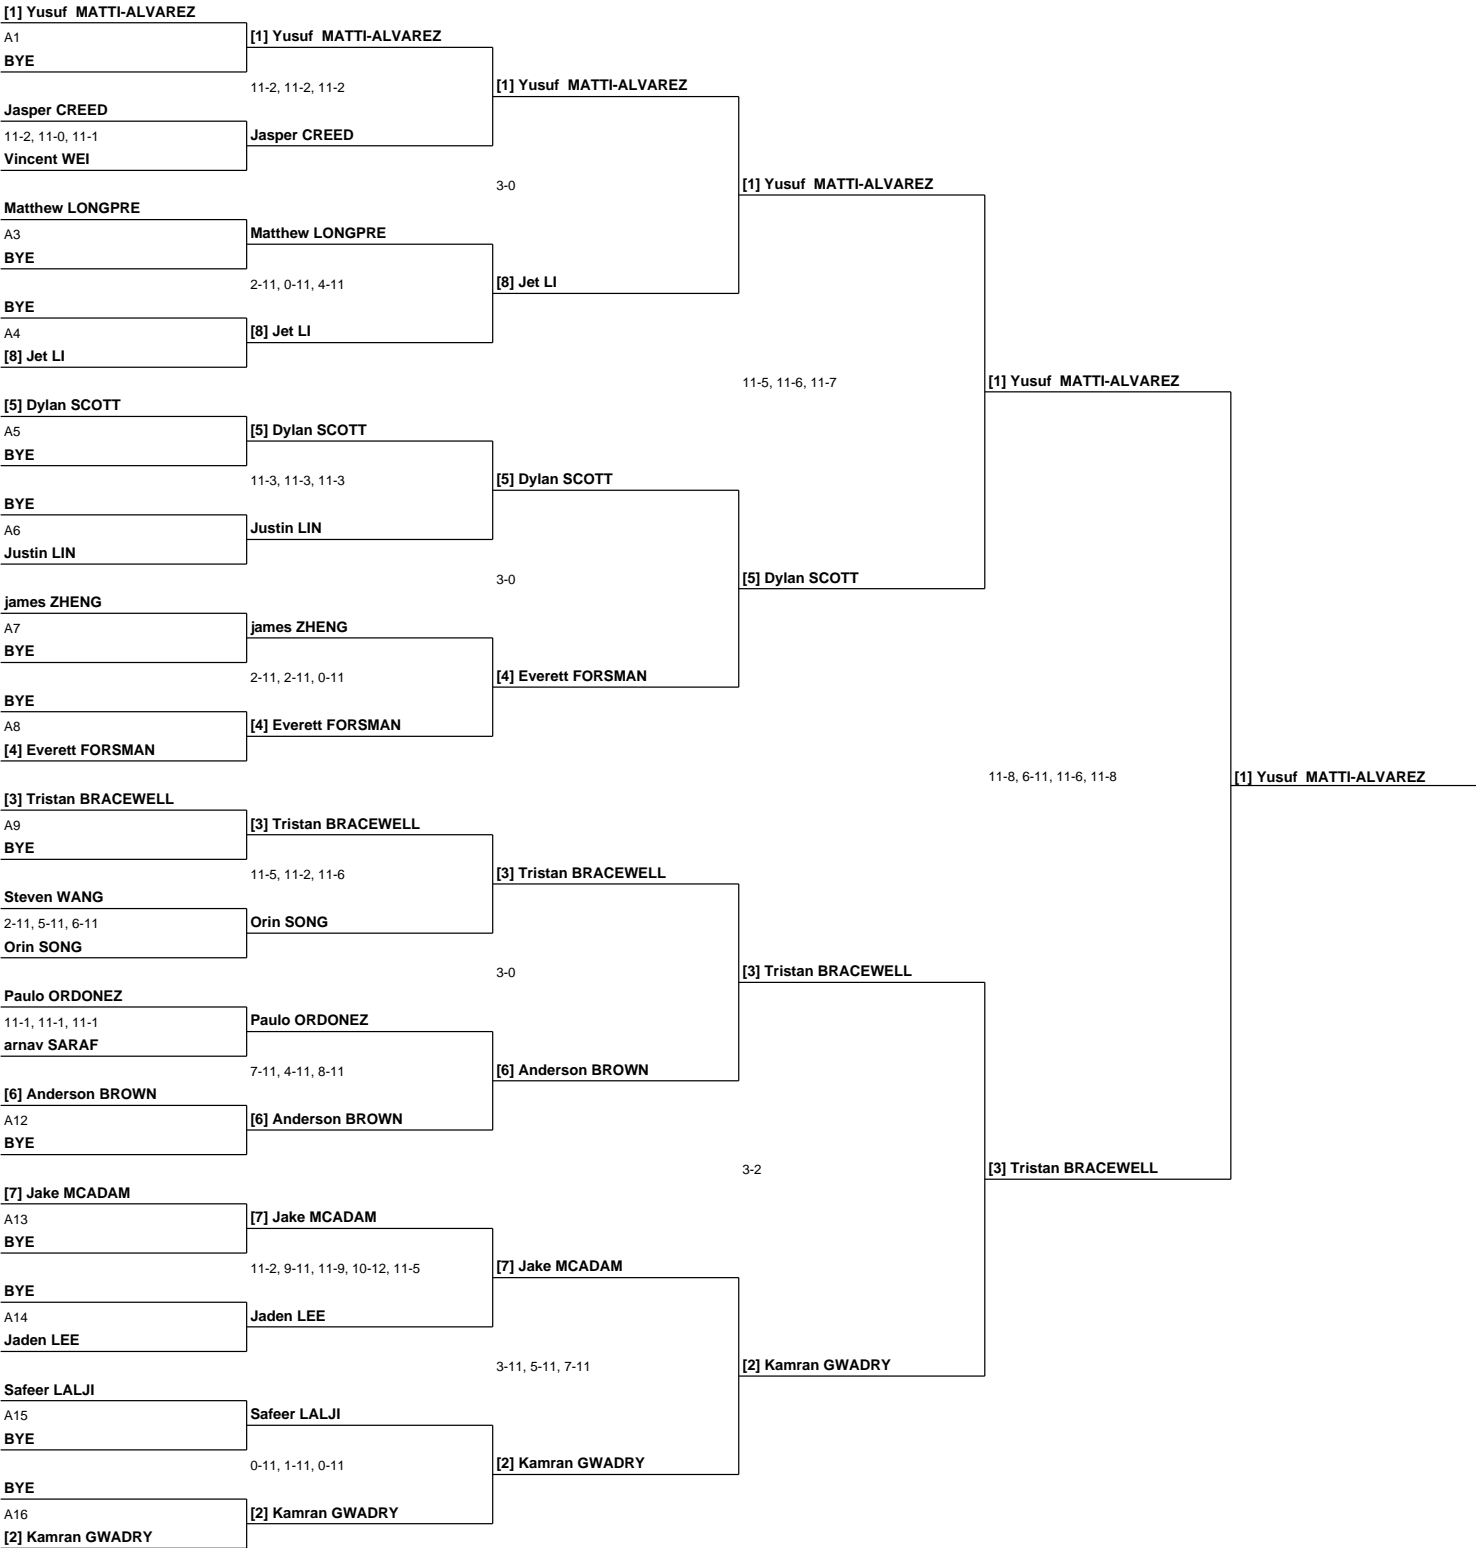 [1] Yusuf  MATTI-ALVAREZ
A1
BYE
Jasper CREED
11-2, 11-0, 11-1
Vincent WEI
Matthew LONGPRE
A3
BYE
BYE
A4
[8] Jet LI
[5] Dylan SCOTT
A5
BYE
BYE
A6
Justin LIN
james ZHENG
A7
BYE
BYE
A8
[4] Everett FORSMAN
[3] Tristan BRACEWELL
A9
BYE
Steven WANG
2-11, 5-11, 6-11
Orin SONG
Paulo ORDONEZ
11-1, 11-1, 11-1
arnav SARAF
[6] Anderson BROWN
A12
BYE
[7] Jake MCADAM
A13
BYE
BYE
A14
Jaden LEE
Safeer LALJI
A15
BYE
BYE
A16
[2] Kamran GWADRY
[1] Yusuf  MATTI-ALVAREZ
11-2, 11-2, 11-2
Jasper CREED
Matthew LONGPRE
2-11, 0-11, 4-11
[8] Jet LI
[5] Dylan SCOTT
11-3, 11-3, 11-3
Justin LIN
james ZHENG
2-11, 2-11, 0-11
[4] Everett FORSMAN
[3] Tristan BRACEWELL
11-5, 11-2, 11-6
Orin SONG
Paulo ORDONEZ
7-11, 4-11, 8-11
[6] Anderson BROWN
[7] Jake MCADAM
11-2, 9-11, 11-9, 10-12, 11-5
Jaden LEE
Safeer LALJI
0-11, 1-11, 0-11
[2] Kamran GWADRY
[1] Yusuf  MATTI-ALVAREZ
3-0
[8] Jet LI
[5] Dylan SCOTT
3-0
[4] Everett FORSMAN
[3] Tristan BRACEWELL
3-0
[6] Anderson BROWN
[7] Jake MCADAM
3-11, 5-11, 7-11
[2] Kamran GWADRY
[1] Yusuf  MATTI-ALVAREZ
11-5, 11-6, 11-7
[5] Dylan SCOTT
[3] Tristan BRACEWELL
3-2
[2] Kamran GWADRY
[1] Yusuf  MATTI-ALVAREZ
11-8, 6-11, 11-6, 11-8
[3] Tristan BRACEWELL
[1] Yusuf  MATTI-ALVAREZ